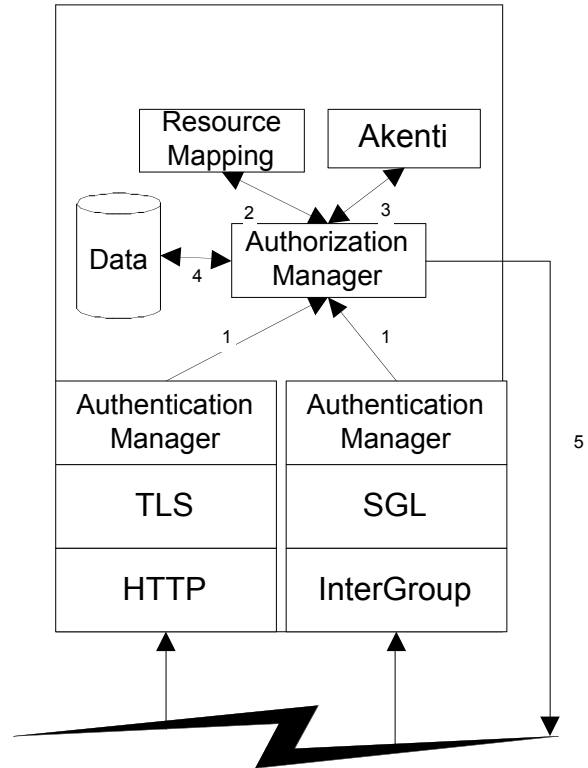 Resource
Mapping
Akenti
2
3
Data
4
Authorization
Manager
1
1
Authentication
Manager
Authentication
Manager
5
TLS
SGL
HTTP
InterGroup